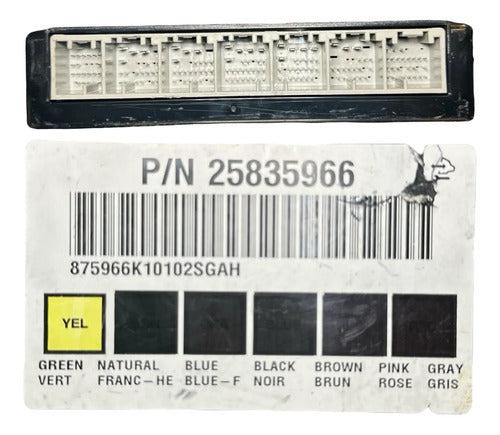 P/N 25835966
875966K10102SGAH
YEL
GREEN NATURAL BLUE BLACK BROWN PINK GRAY
VERT FRANC-HE BLUE-F NOIR BRUN ROSE GRIS